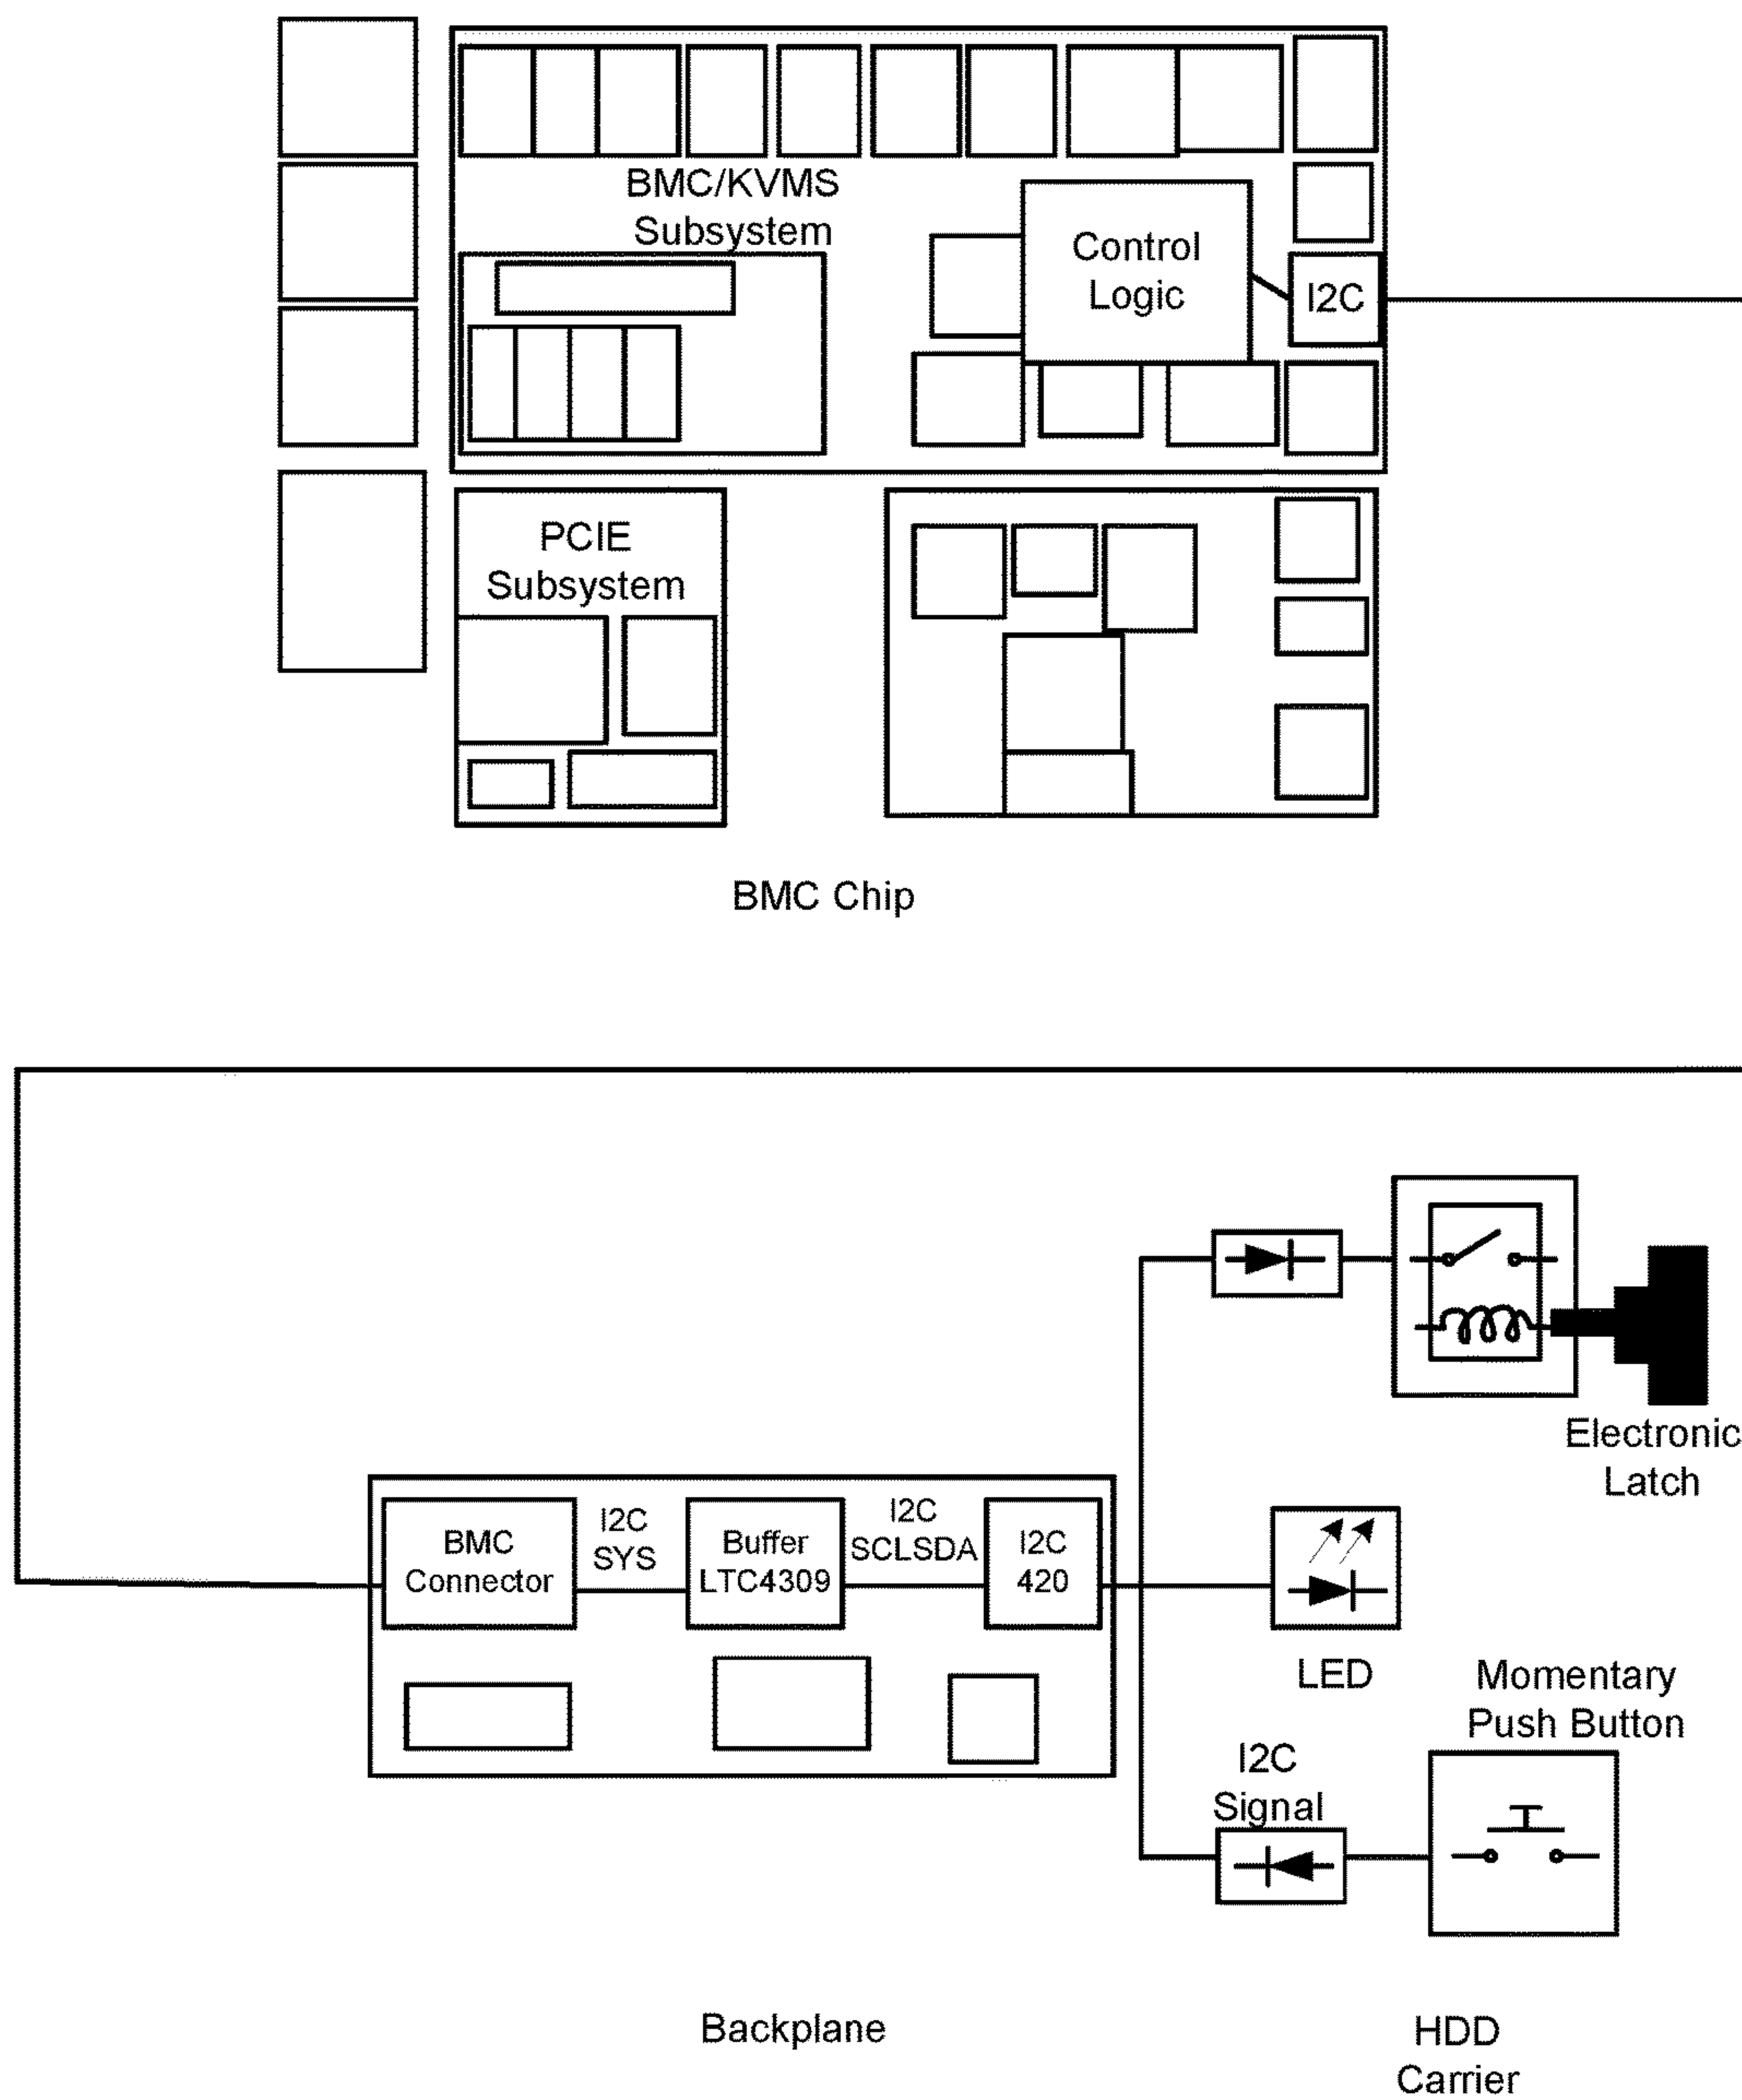 BMC/KVMS
Subsystem
Control
Logic
I2C
PCIE
Subsystem
BMC Chip
Electronic
Latch
BMC
Connector
I2C
SYS
Buffer
LTC4309
I2C
SCLSDA
I2C
420
LED
Momentary
Push Button
I2C
Signal
Backplane
HDD
Carrier